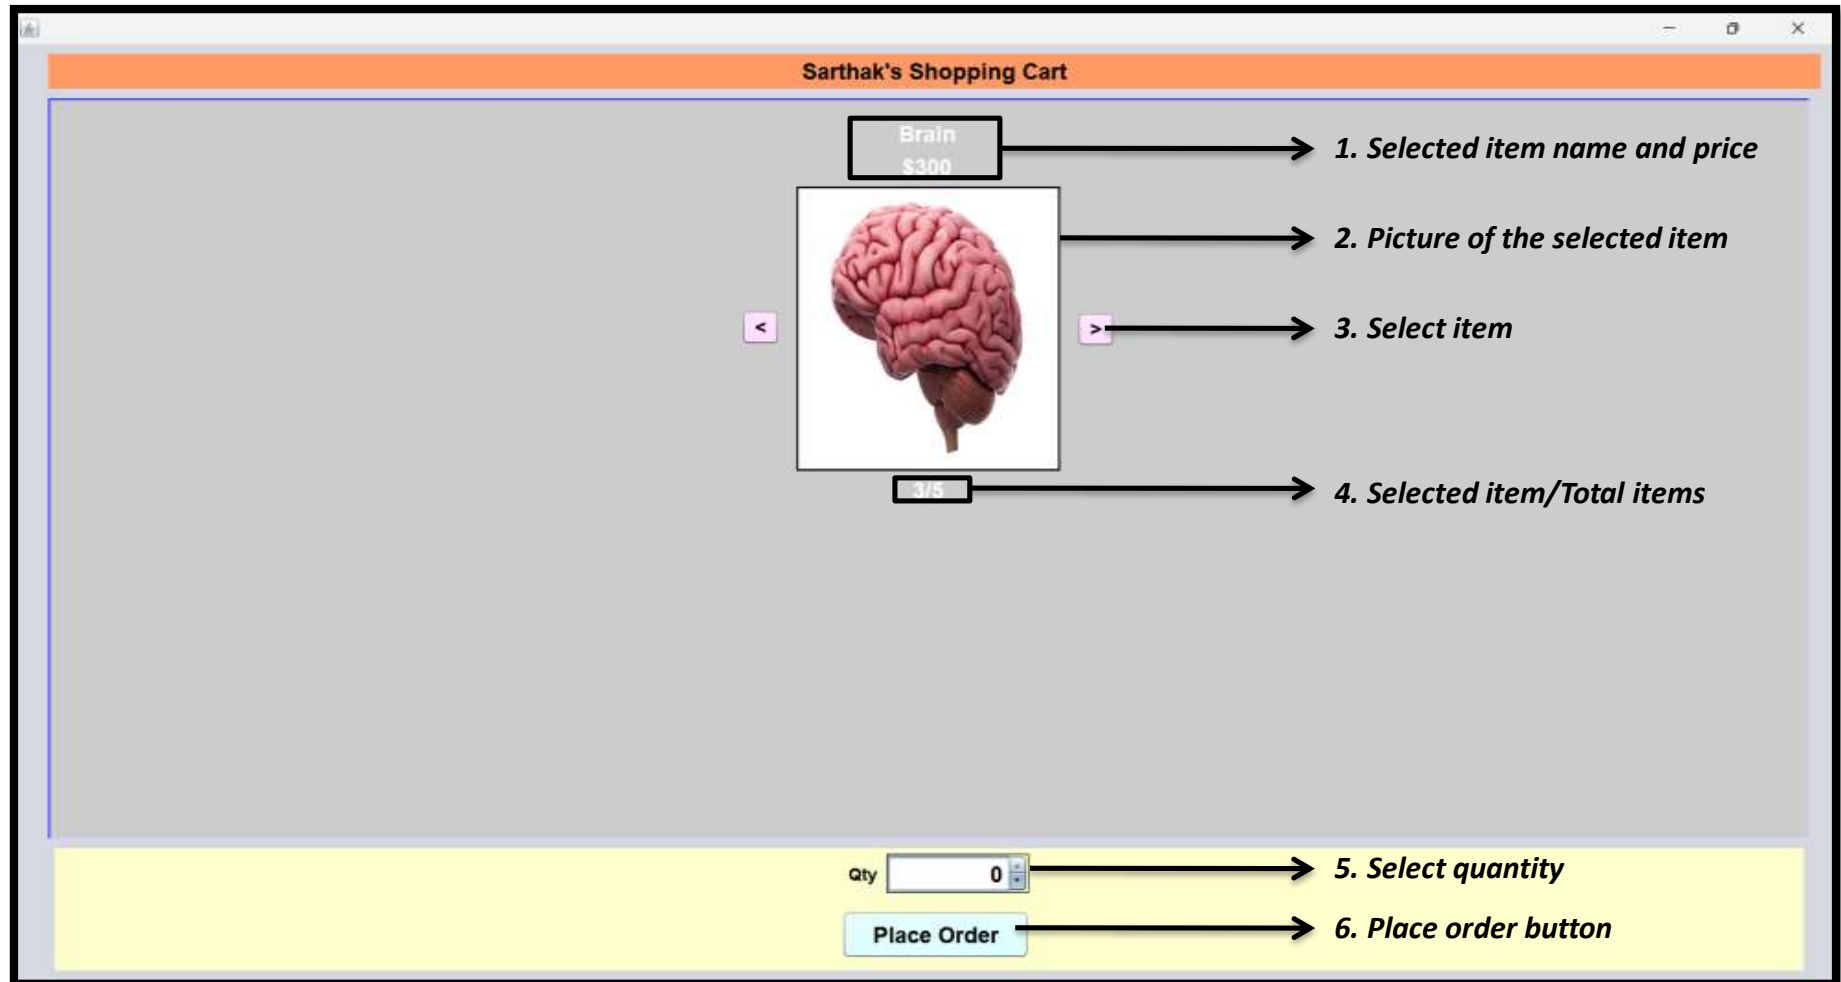 Sarthak's Shopping Cart
Brain
$300
1. Selected item name and price
2. Picture of the selected item
<
>
3. Select item
3/5
4. Selected item/Total items
Qty
0
5. Select quantity
Place Order
6. Place order button